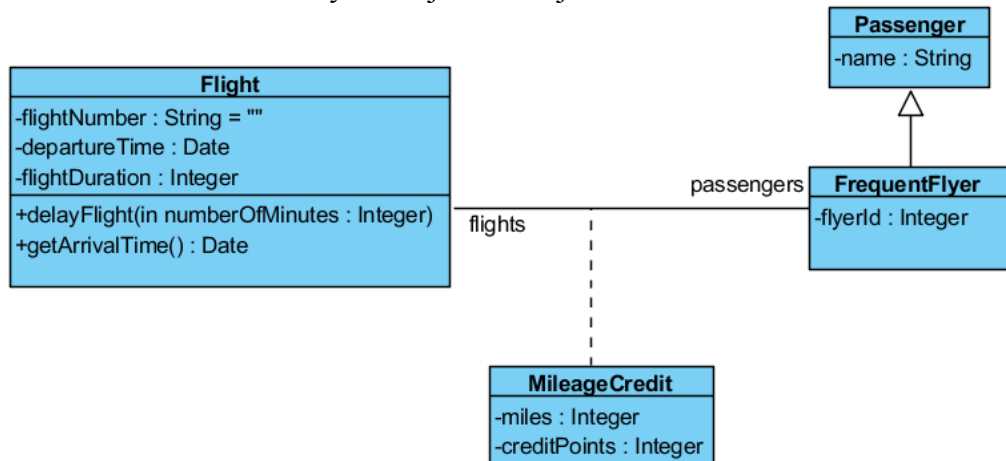 Passenger
-name : String
Flight
-flightNumber : String = ""
-departureTime : Date
-flightDuration : Integer
+delayFlight(in numberOfMinutes : Integer)
+getArrivalTime() : Date
flights
passengers
FrequentFlyer
-flyerId : Integer
MileageCredit
-miles : Integer
-creditPoints : Integer